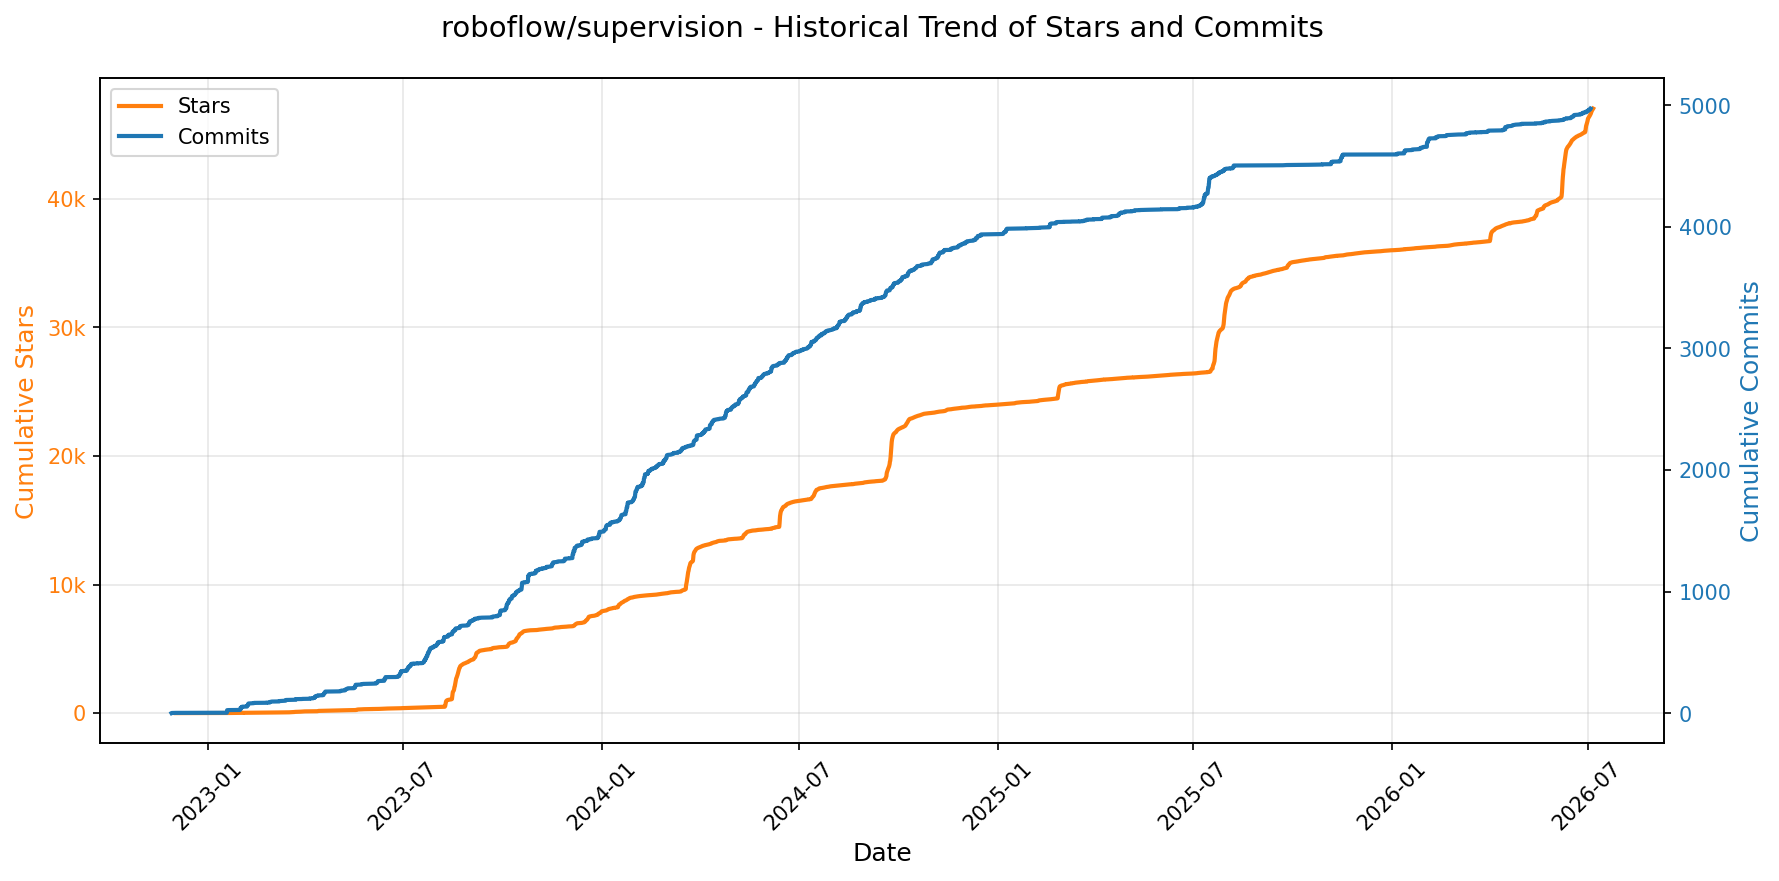 roboflow/supervision - Historical Trend of Stars and Commits
Stars
Commits
Cumulative Stars
40k
30k
20k
10k
0
5000
4000
3000
2000
1000
0
Cumulative Commits
2023-01
2023-07
2024-01
2024-07
2025-01
2025-07
2026-01
2026-07
Date